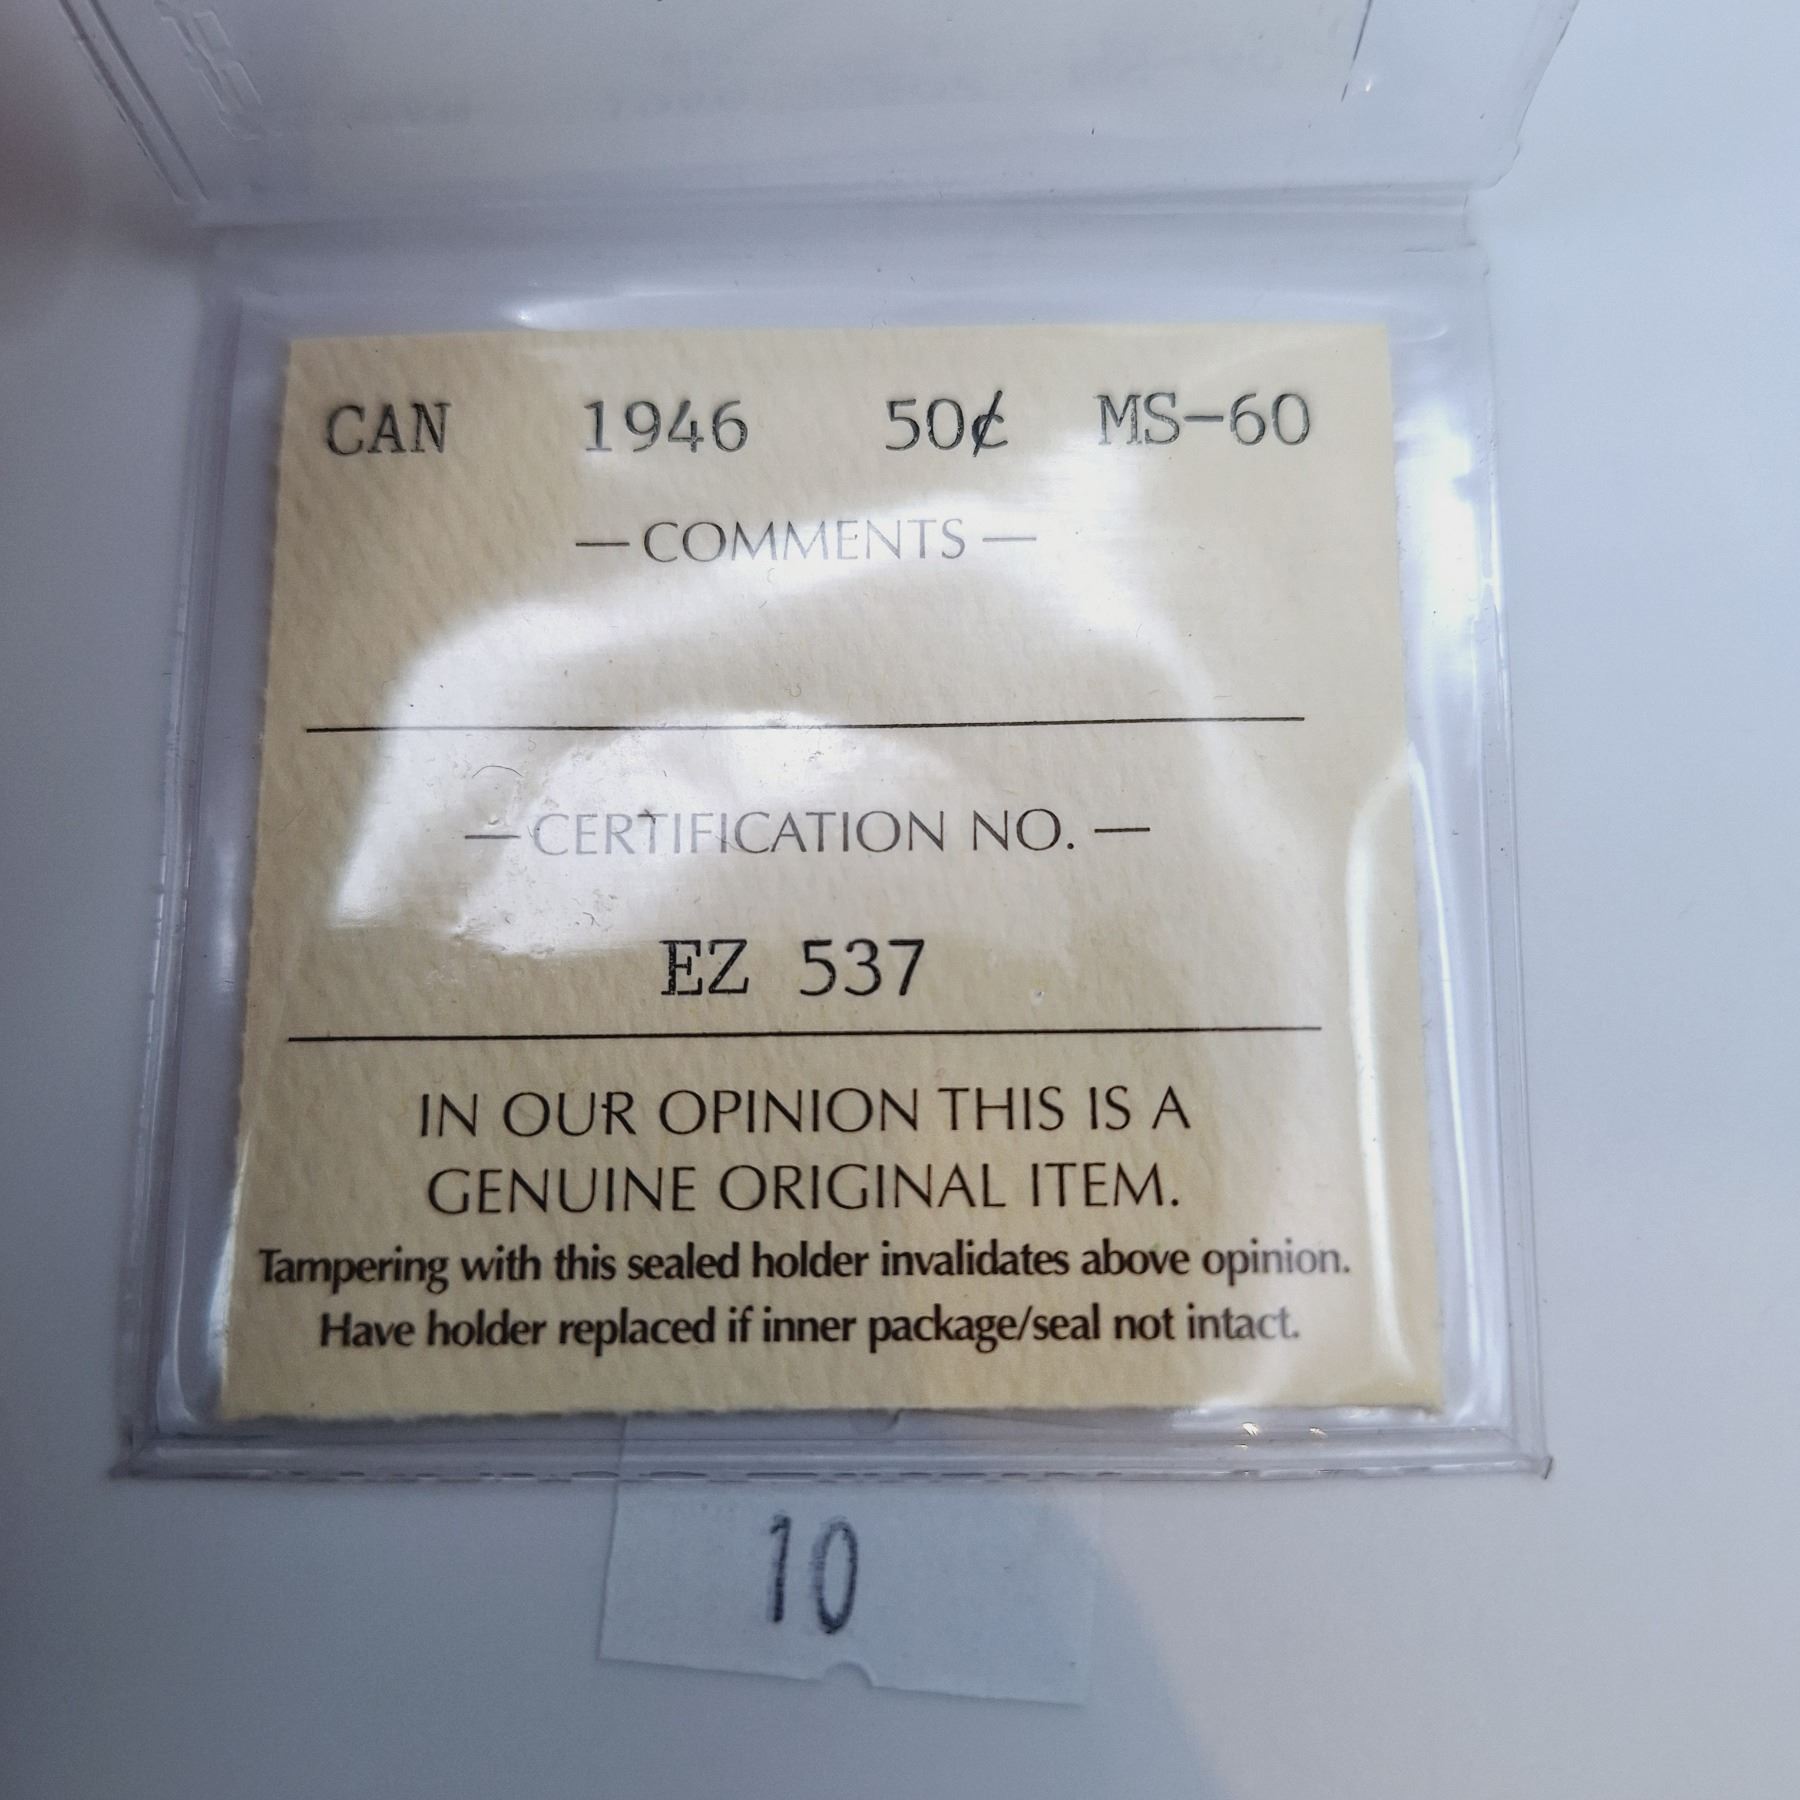 CAN 1946 50¢ MS-60
— COMMENTS —
— CERTIFICATION NO. —
EZ 537
IN OUR OPINION THIS IS A
GENUINE ORIGINAL ITEM.
Tampering with this sealed holder invalidates above opinion.
Have holder replaced if inner package/seal not intact.
10